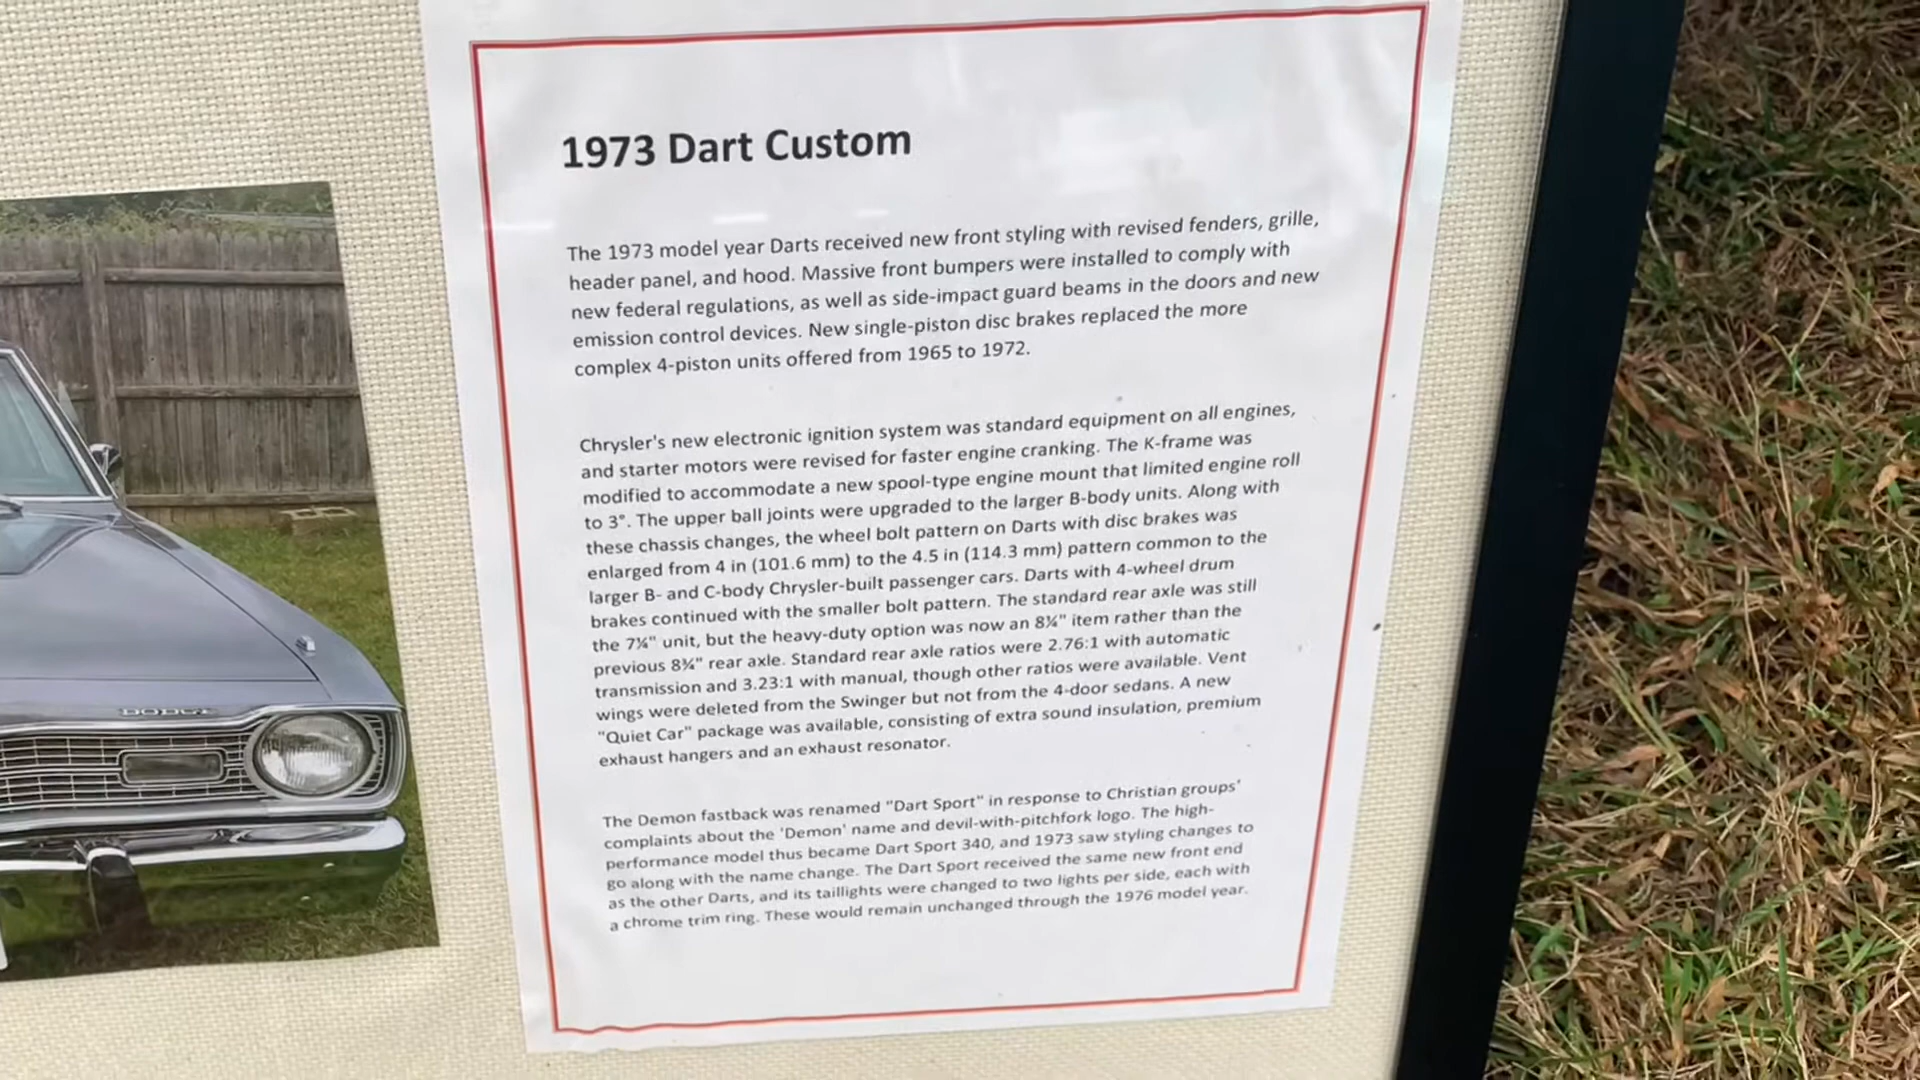 1973 Dart Custom
The 1973 model year Darts received new front styling with revised fenders, grille,
header panel, and hood. Massive front bumpers were installed to comply with
new federal regulations, as well as side-impact guard beams in the doors and new
emission control devices. New single-piston disc brakes replaced the more
complex 4-piston units offered from 1965 to 1972.
Chrysler's new electronic ignition system was standard equipment on all engines,
and starter motors were revised for faster engine cranking. The K-frame was
modified to accommodate a new spool-type engine mount that limited engine roll
to 3°. The upper ball joints were upgraded to the larger B-body units. Along with
these chassis changes, the wheel bolt pattern on Darts with disc brakes was
enlarged from 4 in (101.6 mm) to the 4.5 in (114.3 mm) pattern common to the
larger B- and C-body Chrysler-built passenger cars. Darts with 4-wheel drum
brakes continued with the smaller bolt pattern. The standard rear axle was still
the 7¼" unit, but the heavy-duty option was now an 8¼" item rather than the
previous 8¾" rear axle. Standard rear axle ratios were 2.76:1 with automatic
transmission and 3.23:1 with manual, though other ratios were available. Vent
wings were deleted from the Swinger but not from the 4-door sedans. A new
"Quiet Car" package was available, consisting of extra sound insulation, premium
exhaust hangers and an exhaust resonator.
The Demon fastback was renamed "Dart Sport" in response to Christian groups'
complaints about the 'Demon' name and devil-with-pitchfork logo. The high-
performance model thus became Dart Sport 340, and 1973 saw styling changes to
go along with the name change. The Dart Sport received the same new front end
as the other Darts, and its taillights were changed to two lights per side, each with
a chrome trim ring. These would remain unchanged through the 1976 model year.
DODGE